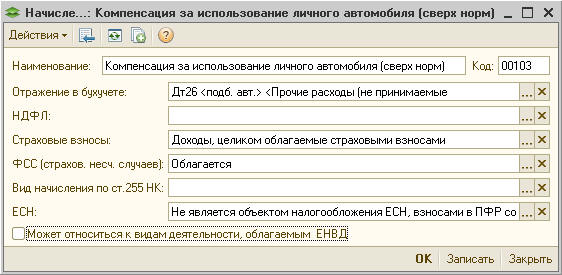 Начисле...: Компенсация за использование личного автомобиля (сверх норм)
Действия
Наименование: Компенсация за использование личного автомобиля (сверх норм) Код: 00103
Отражение в бухучете: Дт26 <подб. авт.> <Прочие расходы (не принимаемые
НДФЛ:
Страховые взносы: Доходы, целиком облагаемые страховыми взносами
ФСС (страхов. несч. случаев): Облагается
Вид начисления по ст.255 НК:
ЕСН: Не является объектом налогообложения ЕСН, взносами в ПФР со
Может относиться к видам деятельности, облагаемым ЕНВД
ОК Записать Закрыть